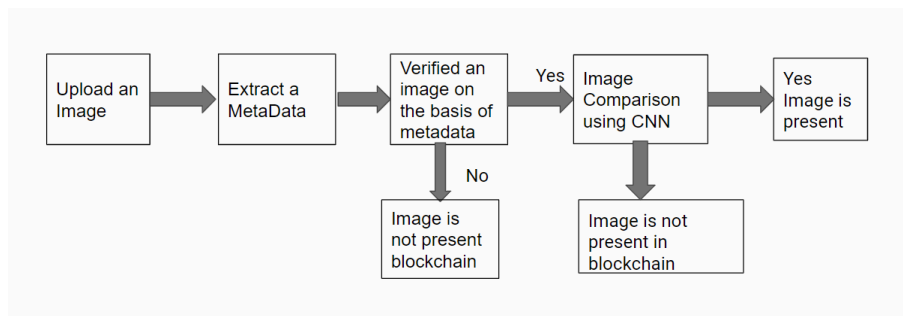 Upload an
Image
Extract a
MetaData
Verified an
image on
the basis of
metadata
Yes
Image
Comparison
using CNN
Yes
Image is
present
No
Image is
not present
blockchain
Image is not
present in
blockchain